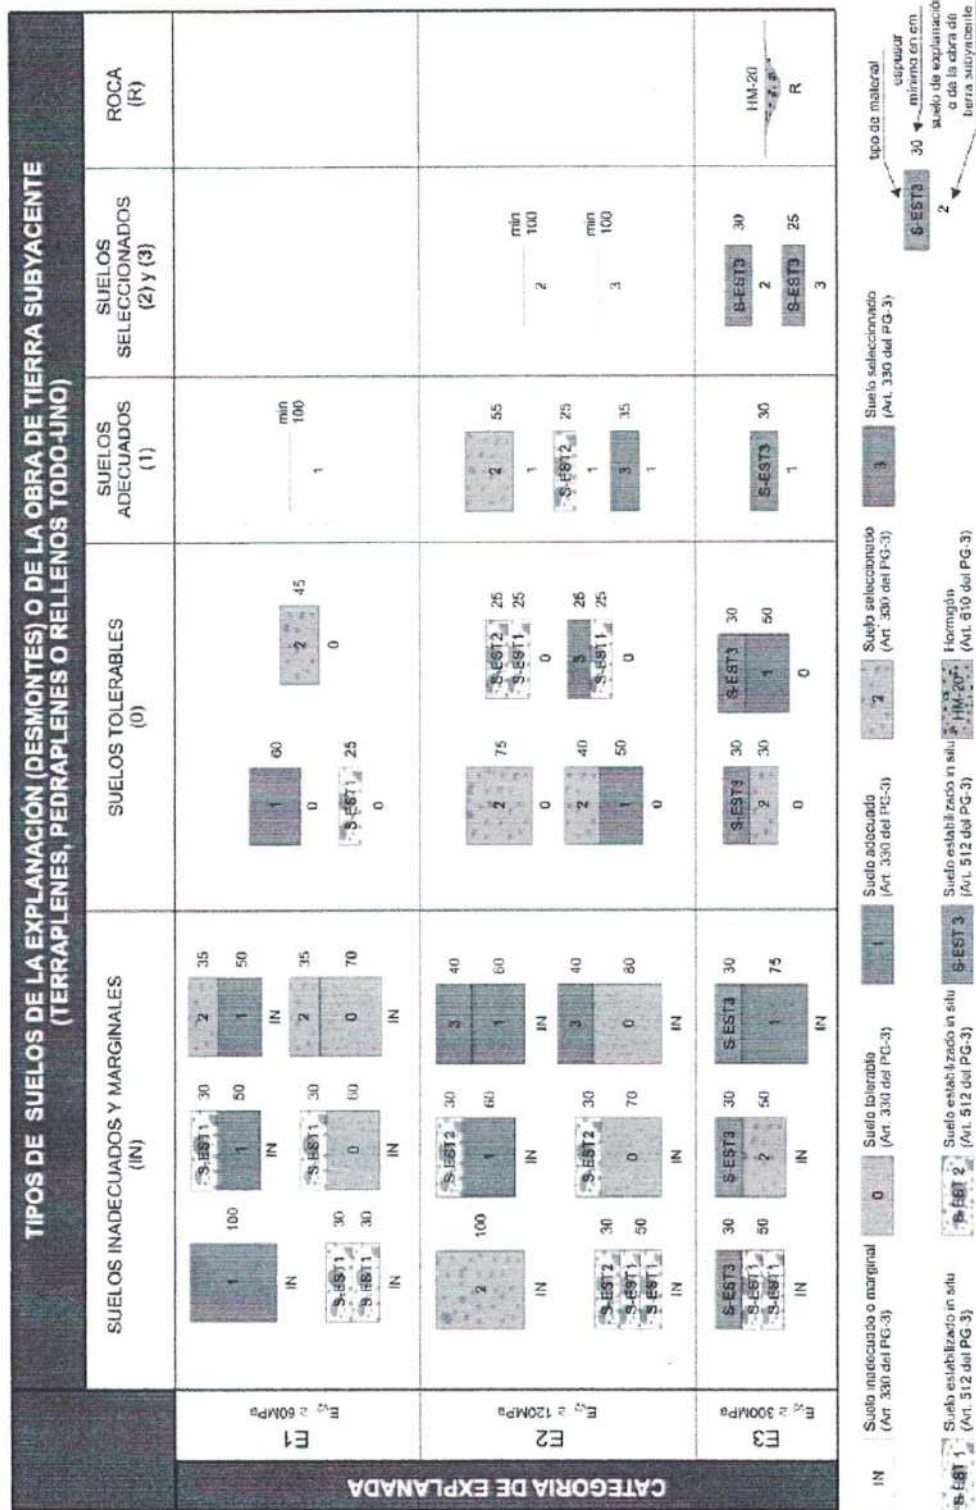 TIPOS DE SUELOS DE LA EXPLANACIÓN (DESMONTES) O DE LA OBRA DE TIERRA SUBYACENTE
(TERRAPLENES, PEDRAPLENES O RELLENOS TODO-UNO)
SUELOS INADECUADOS Y MARGINALES
(IN)
SUELOS TOLERABLES
(0)
SUELOS
ADECUADOS
(1)
SUELOS
SELECCIONADOS
(2) y (3)
ROCA
(R)
CATEGORIA DE EXPLANADA
E1
Ev2 ≥ 60MPa
1 100
IN
S-EST1 30
S-EST1 30
IN
S-EST1 30
1 50
IN
S-EST1 30
0 60
IN
2 35
1 50
IN
2 35
0 70
IN
1 60
0
S-EST1 25
0
2 45
0
min
100
1
E2
Ev2 ≥ 120MPa
2 100
IN
S-EST2 30
S-EST1 50
S-EST1
IN
S-EST2 30
1 60
IN
S-EST2 30
0 70
IN
3 40
1 60
IN
3 40
0 80
IN
2 75
0
2 40
1 50
0
S-EST2 25
S-EST1 25
0
3 25
S-EST1 25
0
2 55
1
S-EST2 25
1
3 35
1
min
100
2
min
100
3
E3
Ev2 ≥ 300MPa
S-EST3 30
S-EST1 50
S-EST1
IN
S-EST3 30
2 50
IN
S-EST3 30
1 75
IN
S-EST3 30
2 30
0
S-EST3 30
1 50
0
S-EST3 30
1
S-EST3 30
2
S-EST3 25
3
HM-20
R
IN
Suelo inadecuado o marginal
(Art. 330 del PG-3)
0
Suelo tolerable
(Art. 330 del PG-3)
1
Suelo adecuado
(Art. 330 del PG-3)
2
Suelo seleccionado
(Art. 330 del PG-3)
3
Suelo seleccionado
(Art. 330 del PG-3)
S-EST 1
Suelo estabilizado in situ
(Art. 512 del PG-3)
S-EST 2
Suelo estabilizado in situ
(Art. 512 del PG-3)
S-EST 3
Suelo estabilizado in situ
(Art. 512 del PG-3)
HM-20
Hormigón
(Art. 610 del PG-3)
tipo de material
espesor
mínimo en cm
S-EST3 30
2
suelo de explanació
o de la obra de
tierra subyacente